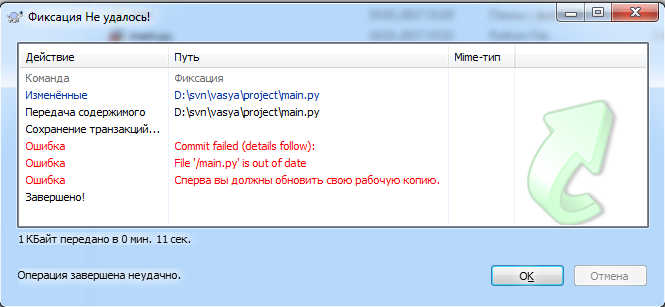 Фиксация Не удалось!
Действие Путь Mime-тип
Команда Фиксация
Изменённые D:\svn\vasya\project\main.py
Передача содержимого D:\svn\vasya\project\main.py
Сохранение транзакций...
Ошибка Commit failed (details follow):
Ошибка File '/main.py' is out of date
Ошибка Сперва вы должны обновить свою рабочую копию.
Завершено!
1 КБайт передано в 0 мин. 11 сек.
Операция завершена неудачно.
OK Отмена